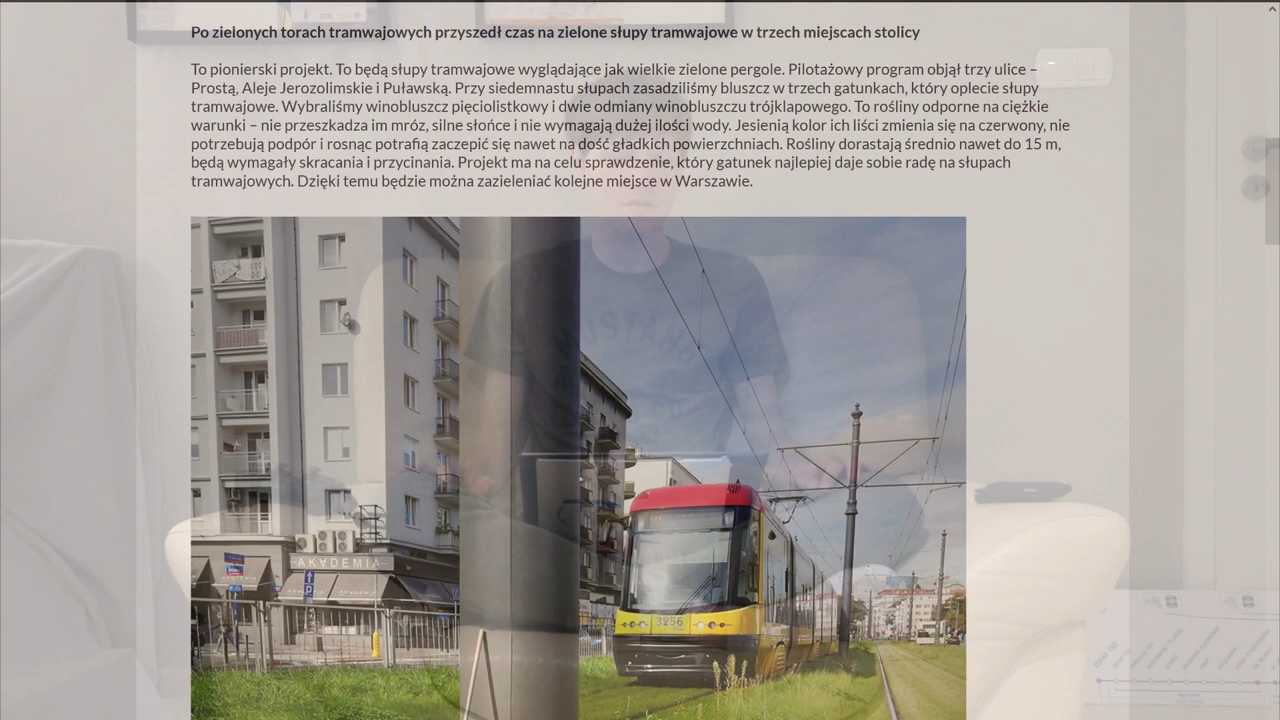 Po zielonych torach tramwajowych przyszedł czas na zielone słupy tramwajowe w trzech miejscach stolicy
To pionierski projekt. To będą słupy tramwajowe wyglądające jak wielkie zielone pergole. Pilotażowy program objął trzy ulice –
Prostą, Aleje Jerozolimskie i Puławską. Przy siedemnastu słupach zasadziliśmy bluszcz w trzech gatunkach, który oplecie słupy
tramwajowe. Wybraliśmy winobluszcz pięciolistkowy i dwie odmiany winobluszczu trójklapowego. To rośliny odporne na ciężkie
warunki – nie przeszkadza im mróz, silne słońce i nie wymagają dużej ilości wody. Jesienią kolor ich liści zmienia się na czerwony, nie
potrzebują podpór i rosnąc potrafią zaczepić się nawet na dość gładkich powierzchniach. Rośliny dorastają średnio nawet do 15 m,
będą wymagały skracania i przycinania. Projekt ma na celu sprawdzenie, który gatunek najlepiej daje sobie radę na słupach
tramwajowych. Dzięki temu będzie można zazieleniać kolejne miejsce w Warszawie.
AKADEMIA
3256